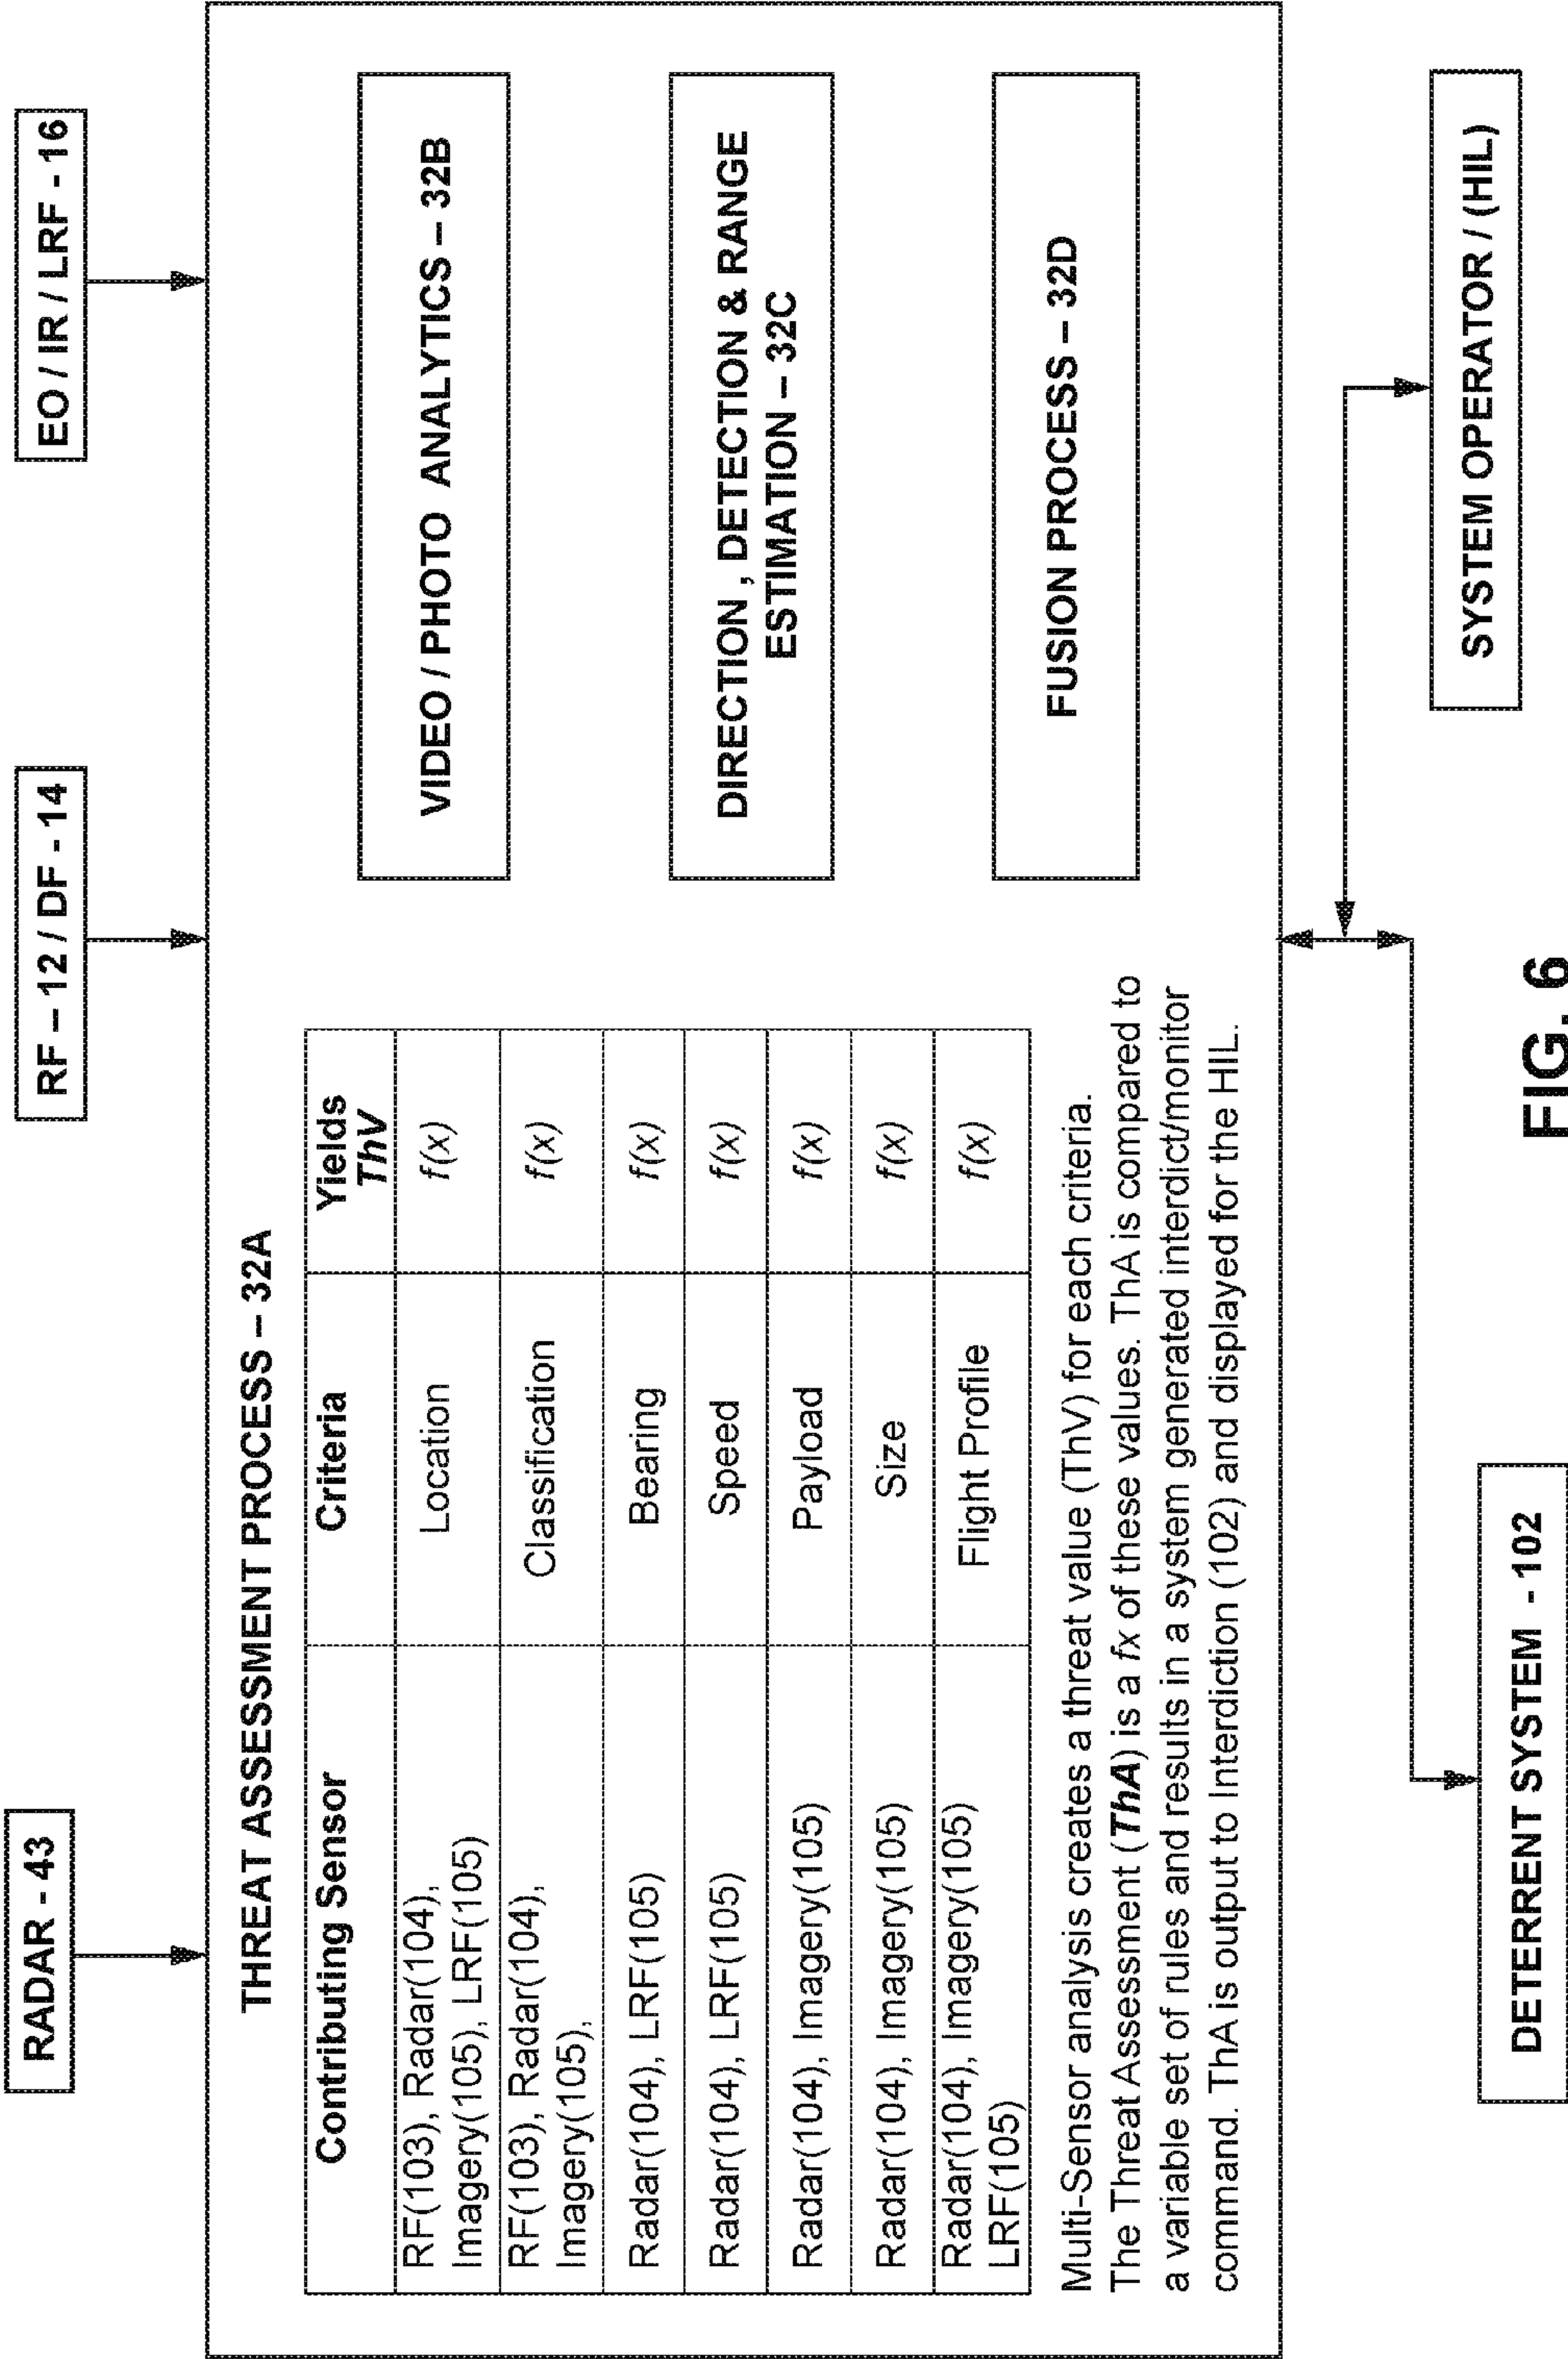 RADAR - 43
RF – 12 / DF - 14
EO / IR / LRF - 16
THREAT ASSESSMENT PROCESS – 32A
Contributing Sensor
Criteria
Yields
ThV
RF(103), Radar(104),
Imagery(105), LRF(105)
Location
f(x)
RF(103), Radar(104),
Imagery(105),
Classification
f(x)
Radar(104), LRF(105)
Bearing
f(x)
Radar(104), LRF(105)
Speed
f(x)
Radar(104), Imagery(105)
Payload
f(x)
Radar(104), Imagery(105)
Size
f(x)
Radar(104), Imagery(105)
LRF(105)
Flight Profile
f(x)
Multi-Sensor analysis creates a threat value (ThV) for each criteria.
The Threat Assessment (ThA) is a fx of these values. ThA is compared to
a variable set of rules and results in a system generated interdict/monitor
command. ThA is output to Interdiction (102) and displayed for the HIL.
VIDEO / PHOTO ANALYTICS – 32B
DIRECTION , DETECTION & RANGE
ESTIMATION – 32C
FUSION PROCESS – 32D
DETERRENT SYSTEM - 102
SYSTEM OPERATOR / (HIL)
FIG. 6